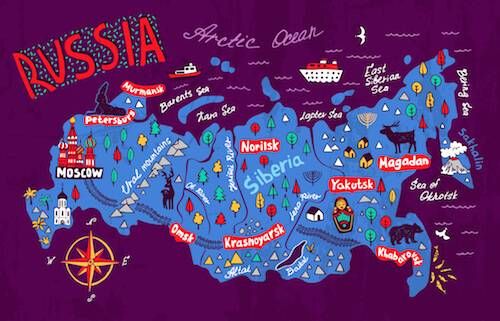 RUSSIA
Arctic Ocean
Murmansk
Barents Sea
East
Siberian
Sea
Bering Sea
Petersburg
Kara Sea
Laptev Sea
Sakhalin
MOSCOW
Ural mountains
Norilsk
Siberia
Magadan
Ob River
Yenisei River
Yakutsk
Sea of
Okhotsk
Lena River
Omsk
Krasnoyarsk
Khabarovsk
Altai
Baikal
N
W
E
S